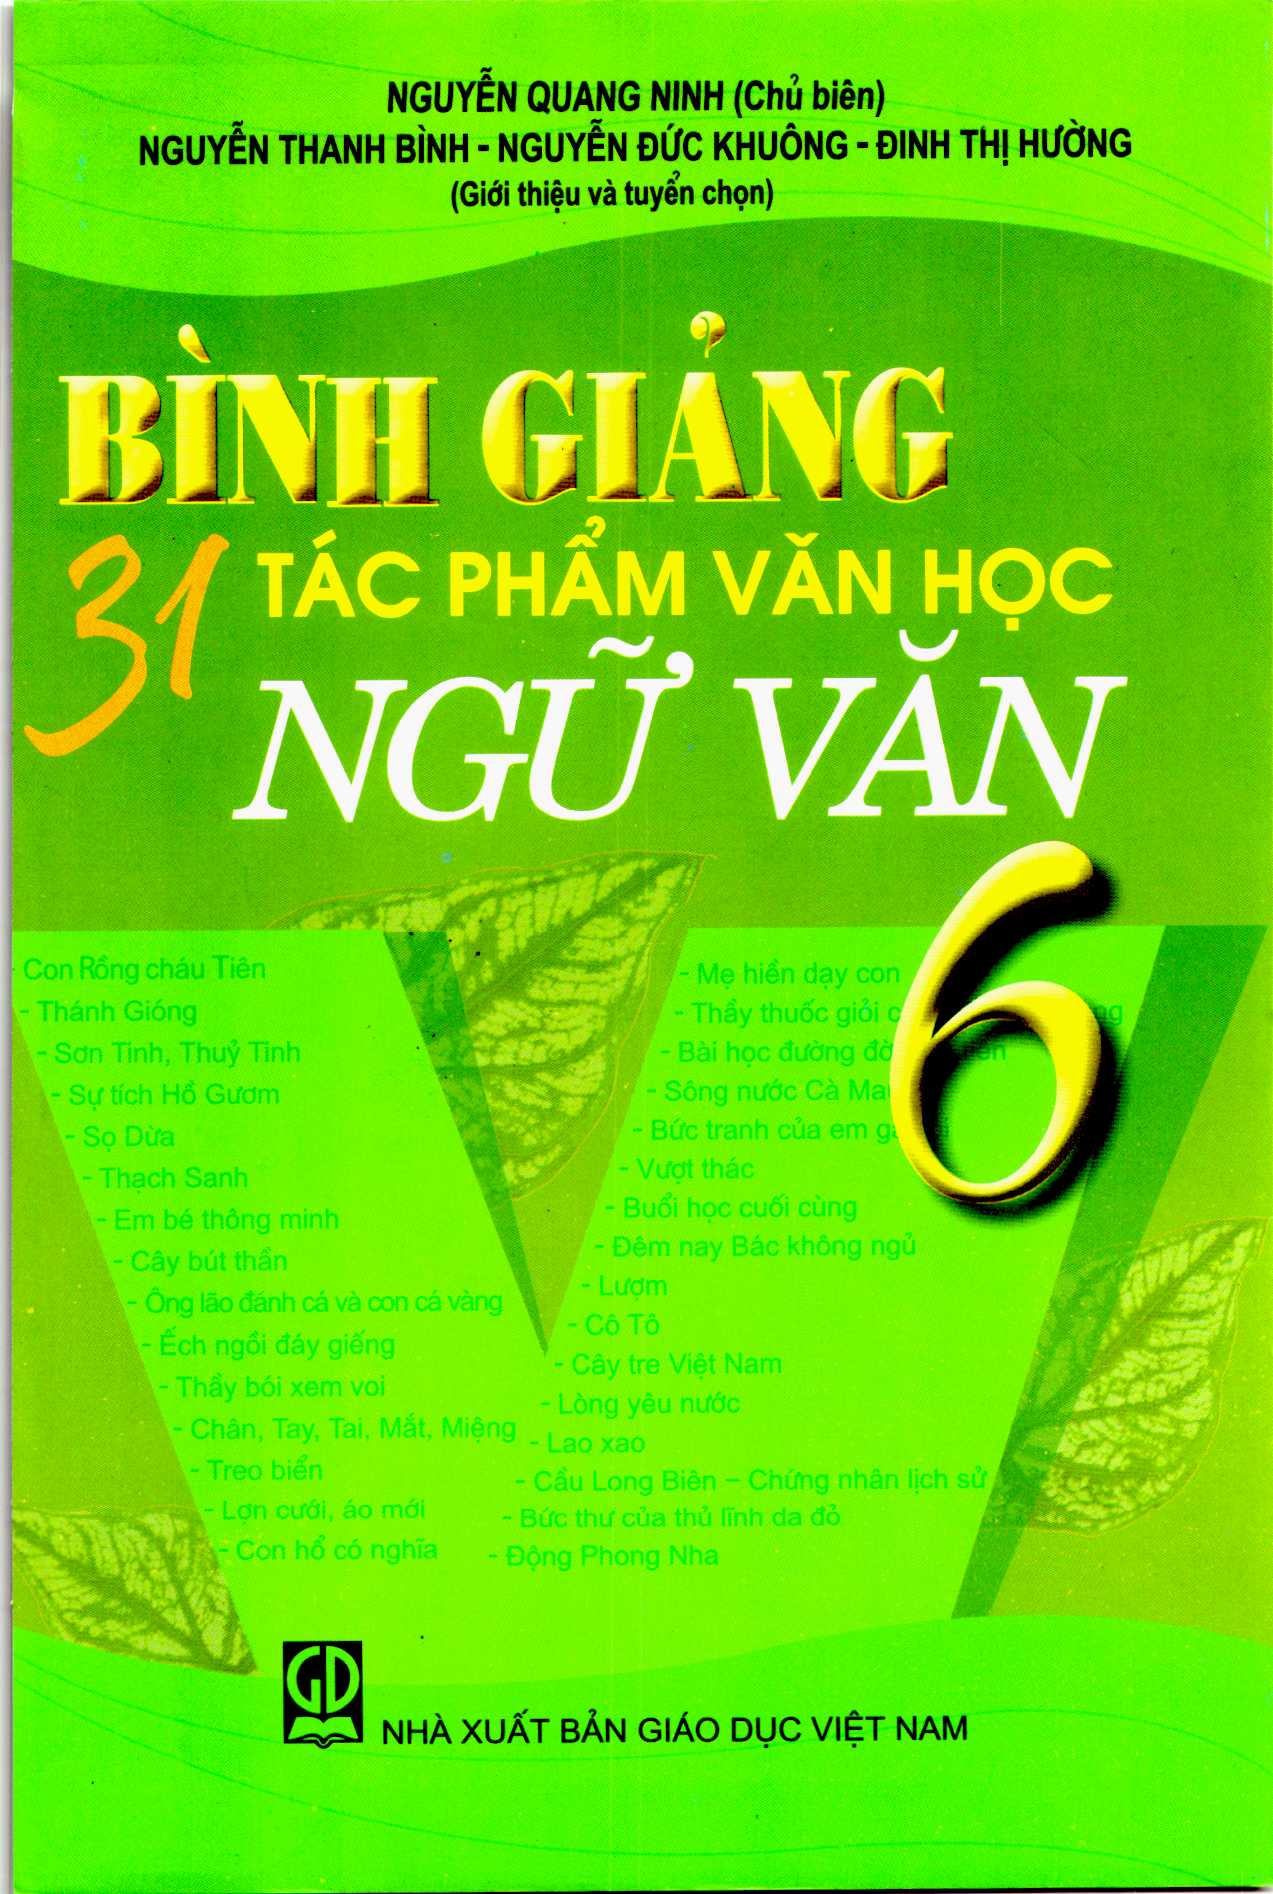 NGUYỄN QUANG NINH (Chủ biên)
NGUYỄN THANH BÌNH - NGUYỄN ĐỨC KHUÔNG - ĐINH THỊ HƯỜNG
(Giới thiệu và tuyển chọn)
BÌNH GIẢNG
31 TÁC PHẨM VĂN HỌC
NGỮ VĂN
6
Con Rồng cháu Tiên
- Thánh Gióng
- Sơn Tinh, Thuỷ Tinh
- Sự tích Hồ Gươm
- Sọ Dừa
- Thạch Sanh
- Em bé thông minh
- Cây bút thần
- Ông lão đánh cá và con cá vàng
- Ếch ngồi đáy giếng
- Thầy bói xem voi
- Chân, Tay, Tai, Mắt, Miệng
- Treo biển
- Lợn cưới, áo mới
- Con hổ có nghĩa
- Mẹ hiền dạy con
- Thầy thuốc giỏi
- Bài học đường
- Sông nước Cà Mau
- Bức tranh của em
- Vượt thác
- Buổi học cuối cùng
- Đêm nay Bác không ngủ
- Lượm
- Cô Tô
- Cây tre Việt Nam
- Lòng yêu nước
- Lao xao
- Cầu Long Biên – Chứng nhân lịch sử
- Bức thư của thủ lĩnh da đỏ
- Động Phong Nha
GD
NHÀ XUẤT BẢN GIÁO DỤC VIỆT NAM